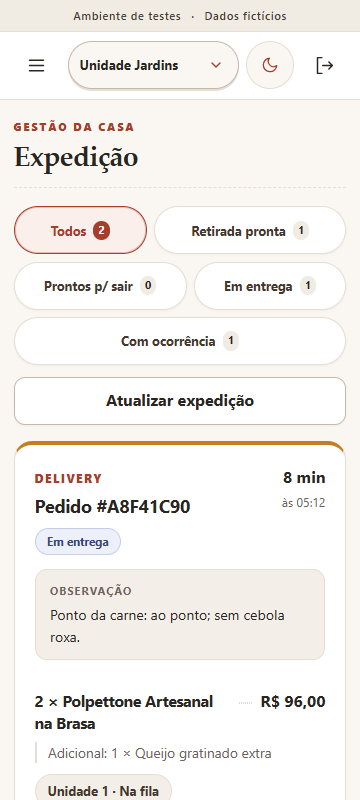 Ambiente de testes · Dados fictícios
Unidade Jardins
GESTÃO DA CASA
Expedição
Todos 2
Retirada pronta 1
Prontos p/ sair 0
Em entrega 1
Com ocorrência 1
Atualizar expedição
DELIVERY
8 min
Pedido #A8F41C90
às 05:12
Em entrega
OBSERVAÇÃO
Ponto da carne: ao ponto; sem cebola
roxa.
2 × Polpettone Artesanal
na Brasa
R$ 96,00
Adicional: 1 × Queijo gratinado extra
Unidade 1 · Na fila